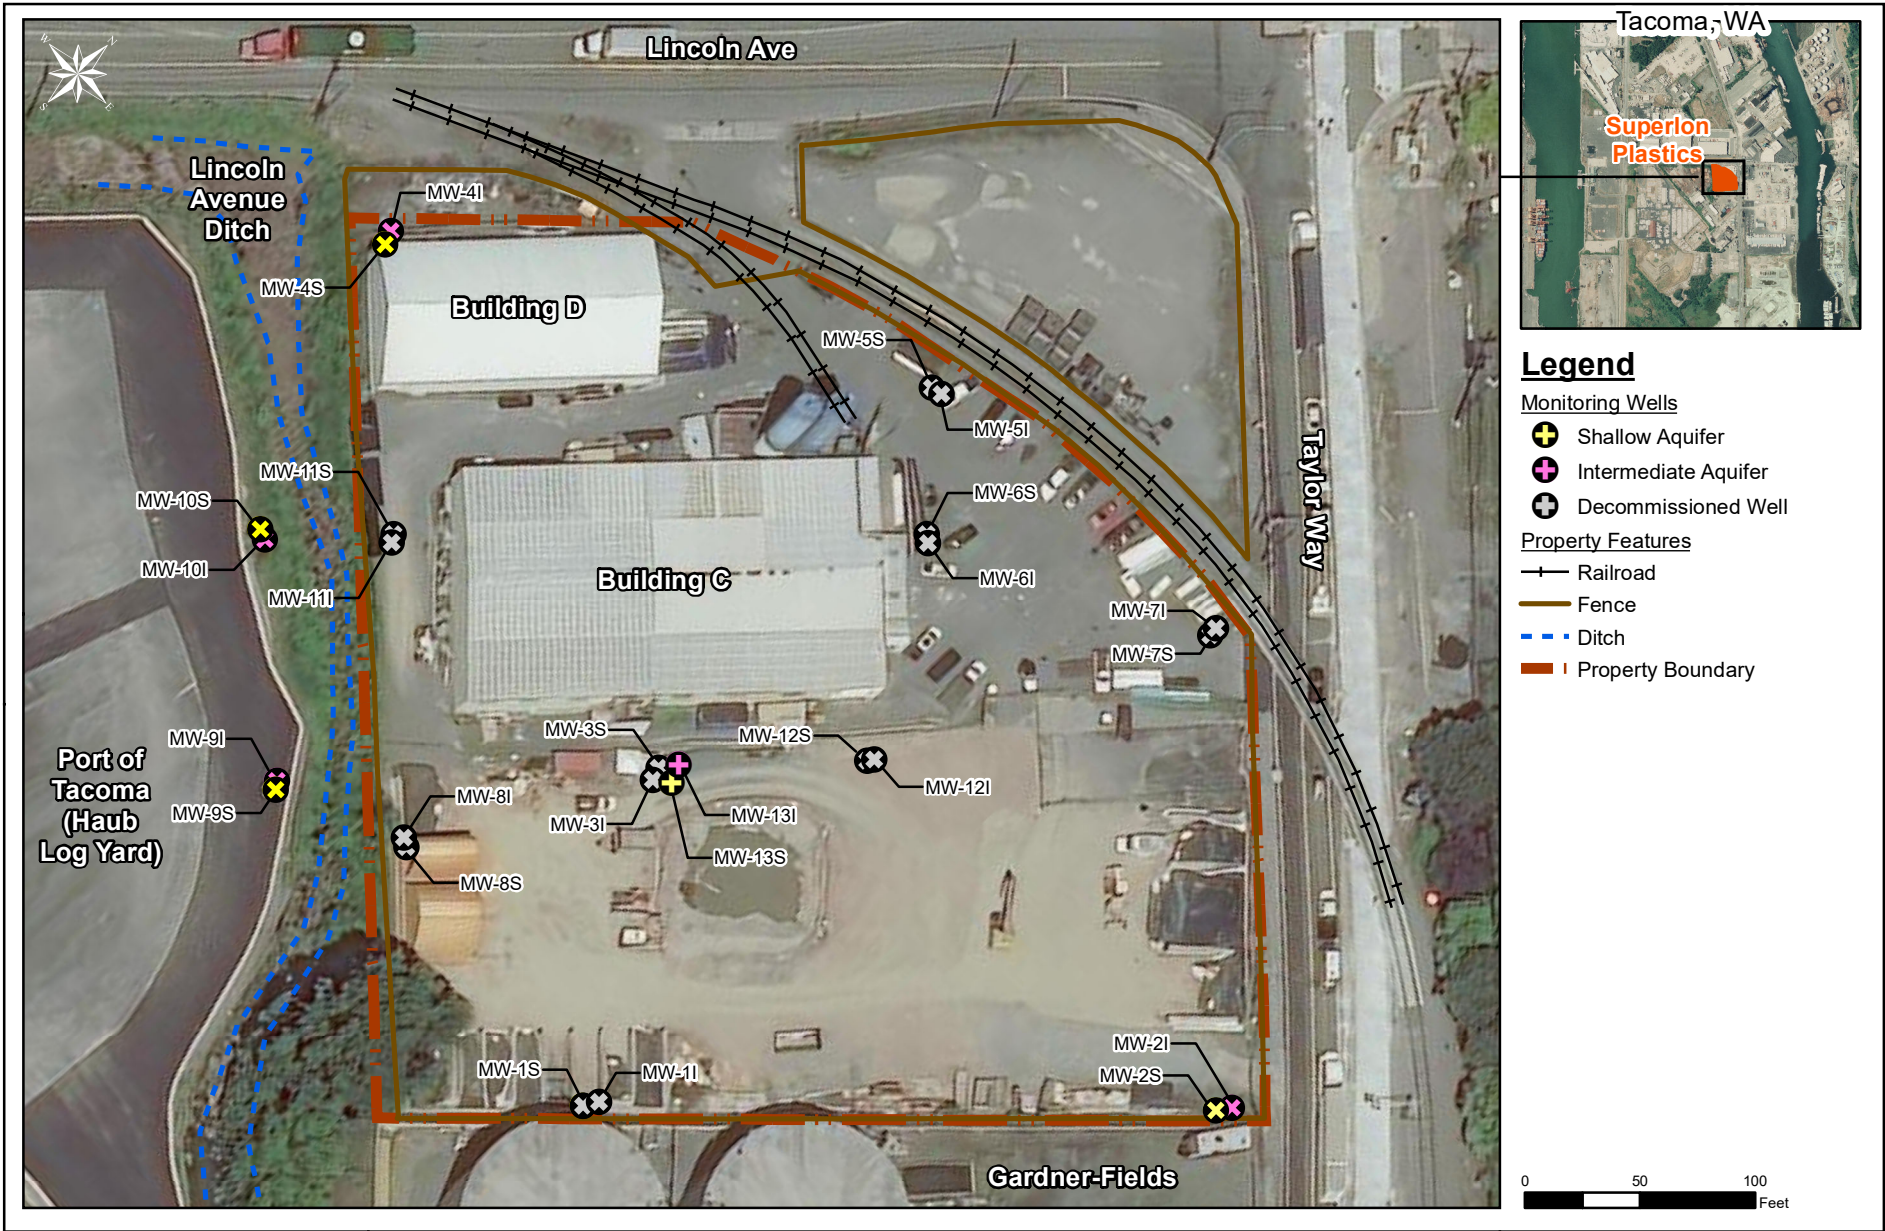 Lincoln Ave
W
N
S
E
Lincoln
Avenue
Ditch
MW-4I
MW-4S
Building D
MW-5S
MW-5I
MW-11S
MW-10S
MW-10I
MW-11I
MW-6S
MW-6I
Building C
MW-7I
MW-7S
Taylor Way
MW-3S
MW-12S
MW-9I
MW-9S
Port of
Tacoma
(Haub
Log Yard)
MW-8I
MW-8S
MW-3I
MW-13I
MW-13S
MW-12I
MW-1S
MW-1I
MW-2I
MW-2S
Gardner-Fields
Tacoma, WA
Superlon
Plastics
Legend
Monitoring Wells
Shallow Aquifer
Intermediate Aquifer
Decommissioned Well
Property Features
Railroad
Fence
Ditch
Property Boundary
0 50 100
Feet